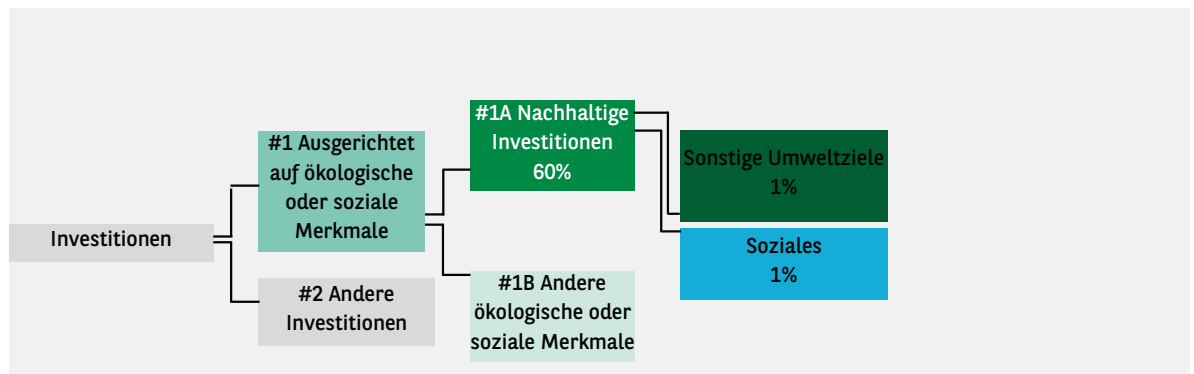 Investitionen
#1 Ausgerichtet
auf ökologische
oder soziale
Merkmale
#2 Andere
Investitionen
#1A Nachhaltige
Investitionen
60%
#1B Andere
ökologische oder
soziale Merkmale
Sonstige Umweltziele
1%
Soziales
1%